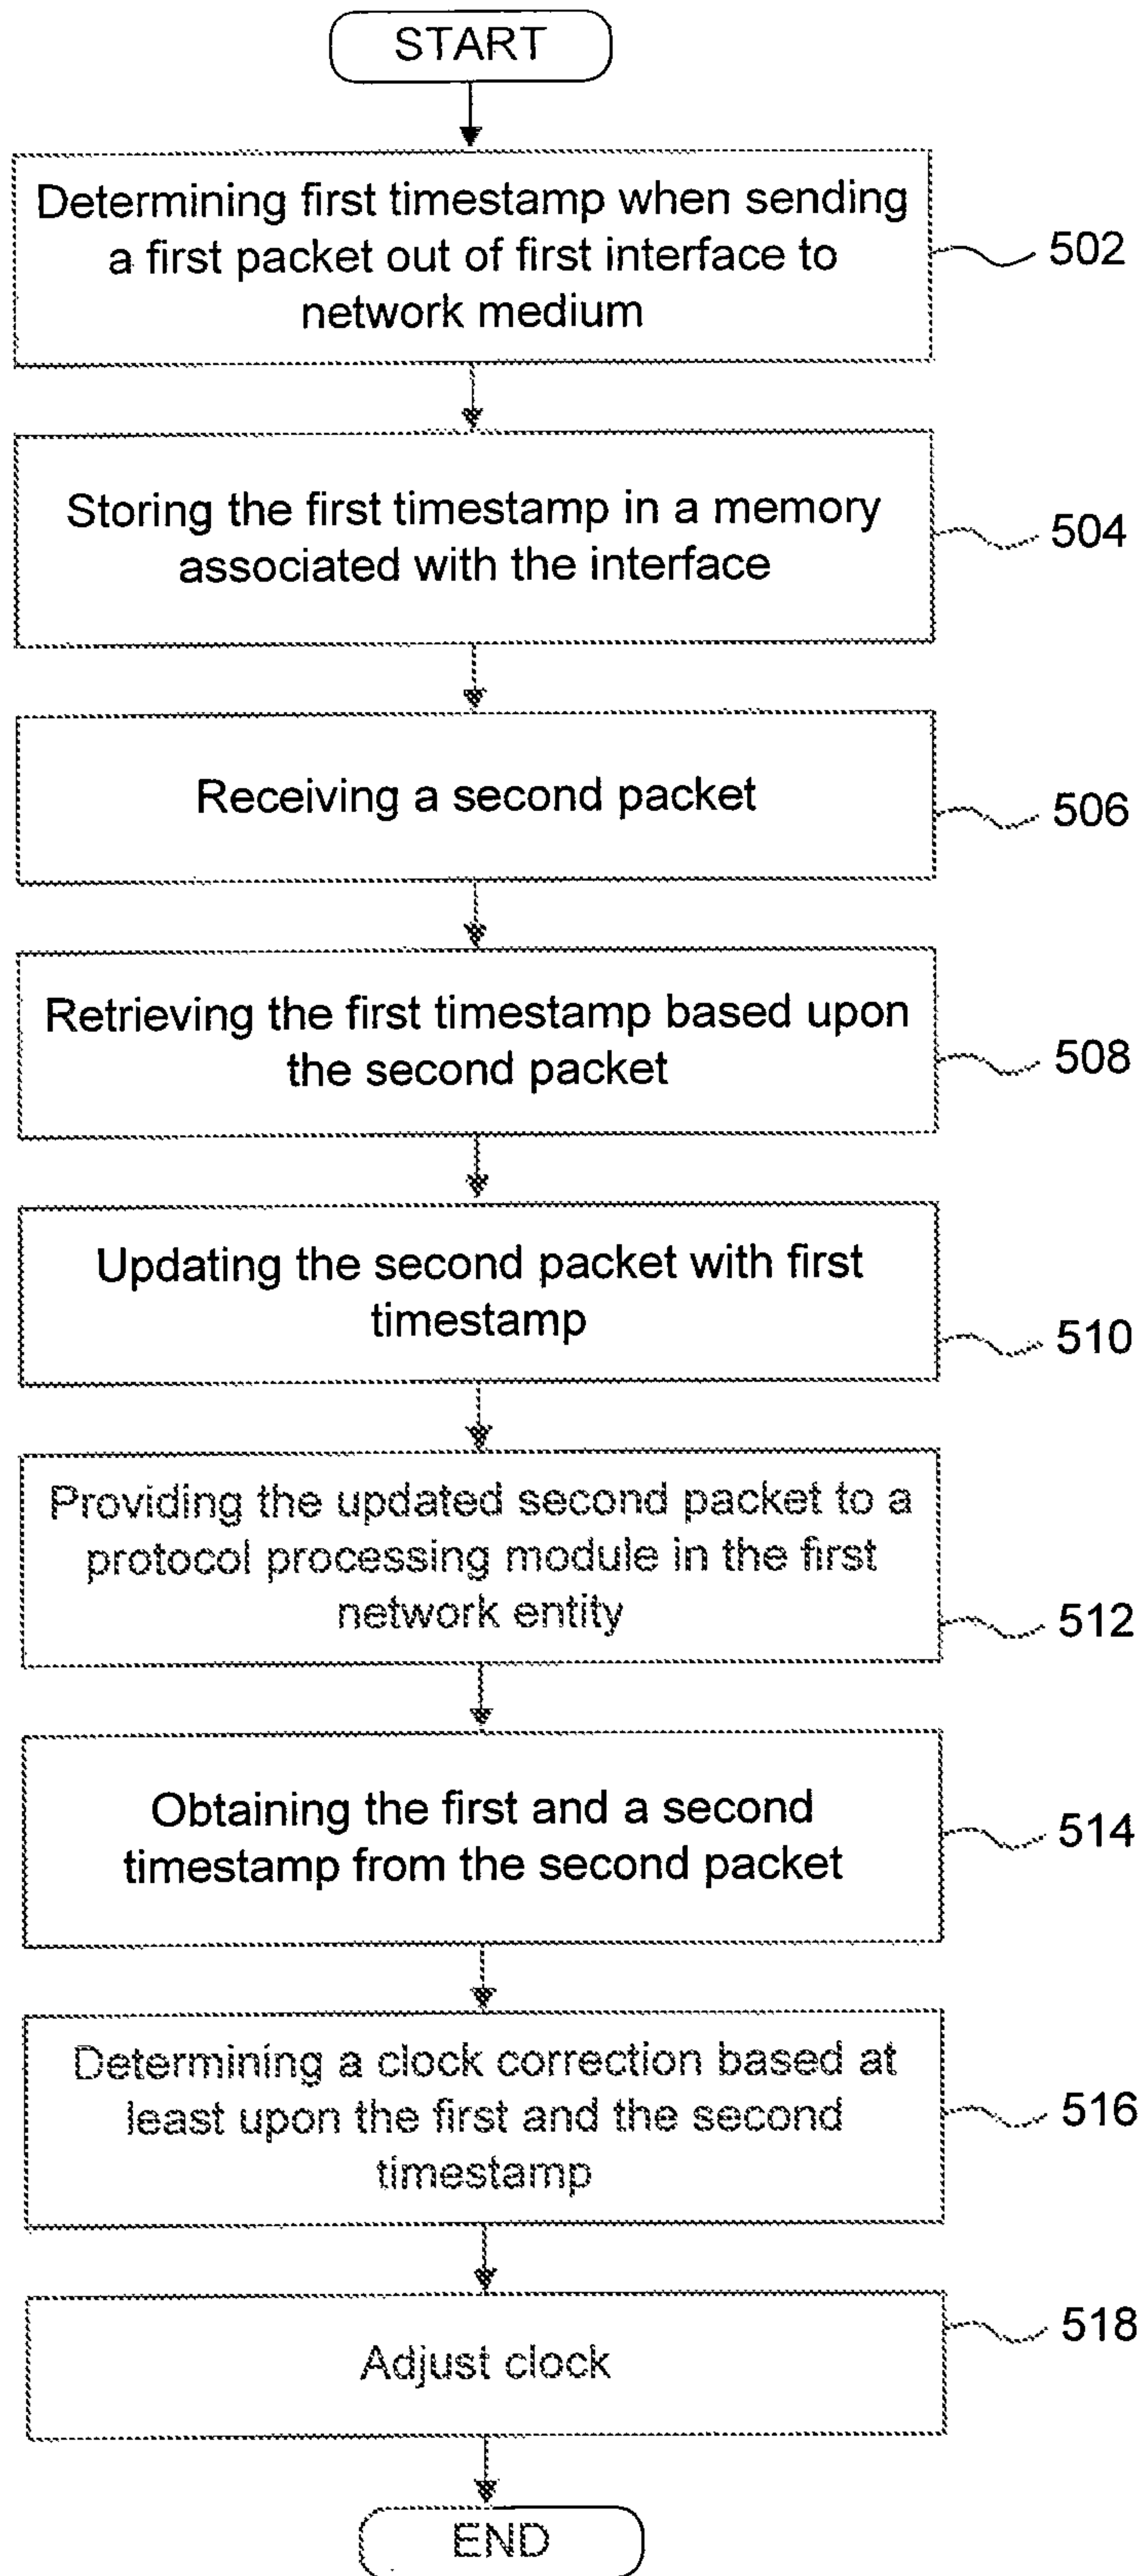 START
Determining first timestamp when sending
a first packet out of first interface to
network medium
502
Storing the first timestamp in a memory
associated with the interface
504
Receiving a second packet
506
Retrieving the first timestamp based upon
the second packet
508
Updating the second packet with first
timestamp
510
Providing the updated second packet to a
protocol processing module in the first
network entity
512
Obtaining the first and a second
timestamp from the second packet
514
Determining a clock correction based at
least upon the first and the second
timestamp
516
Adjust clock
518
END